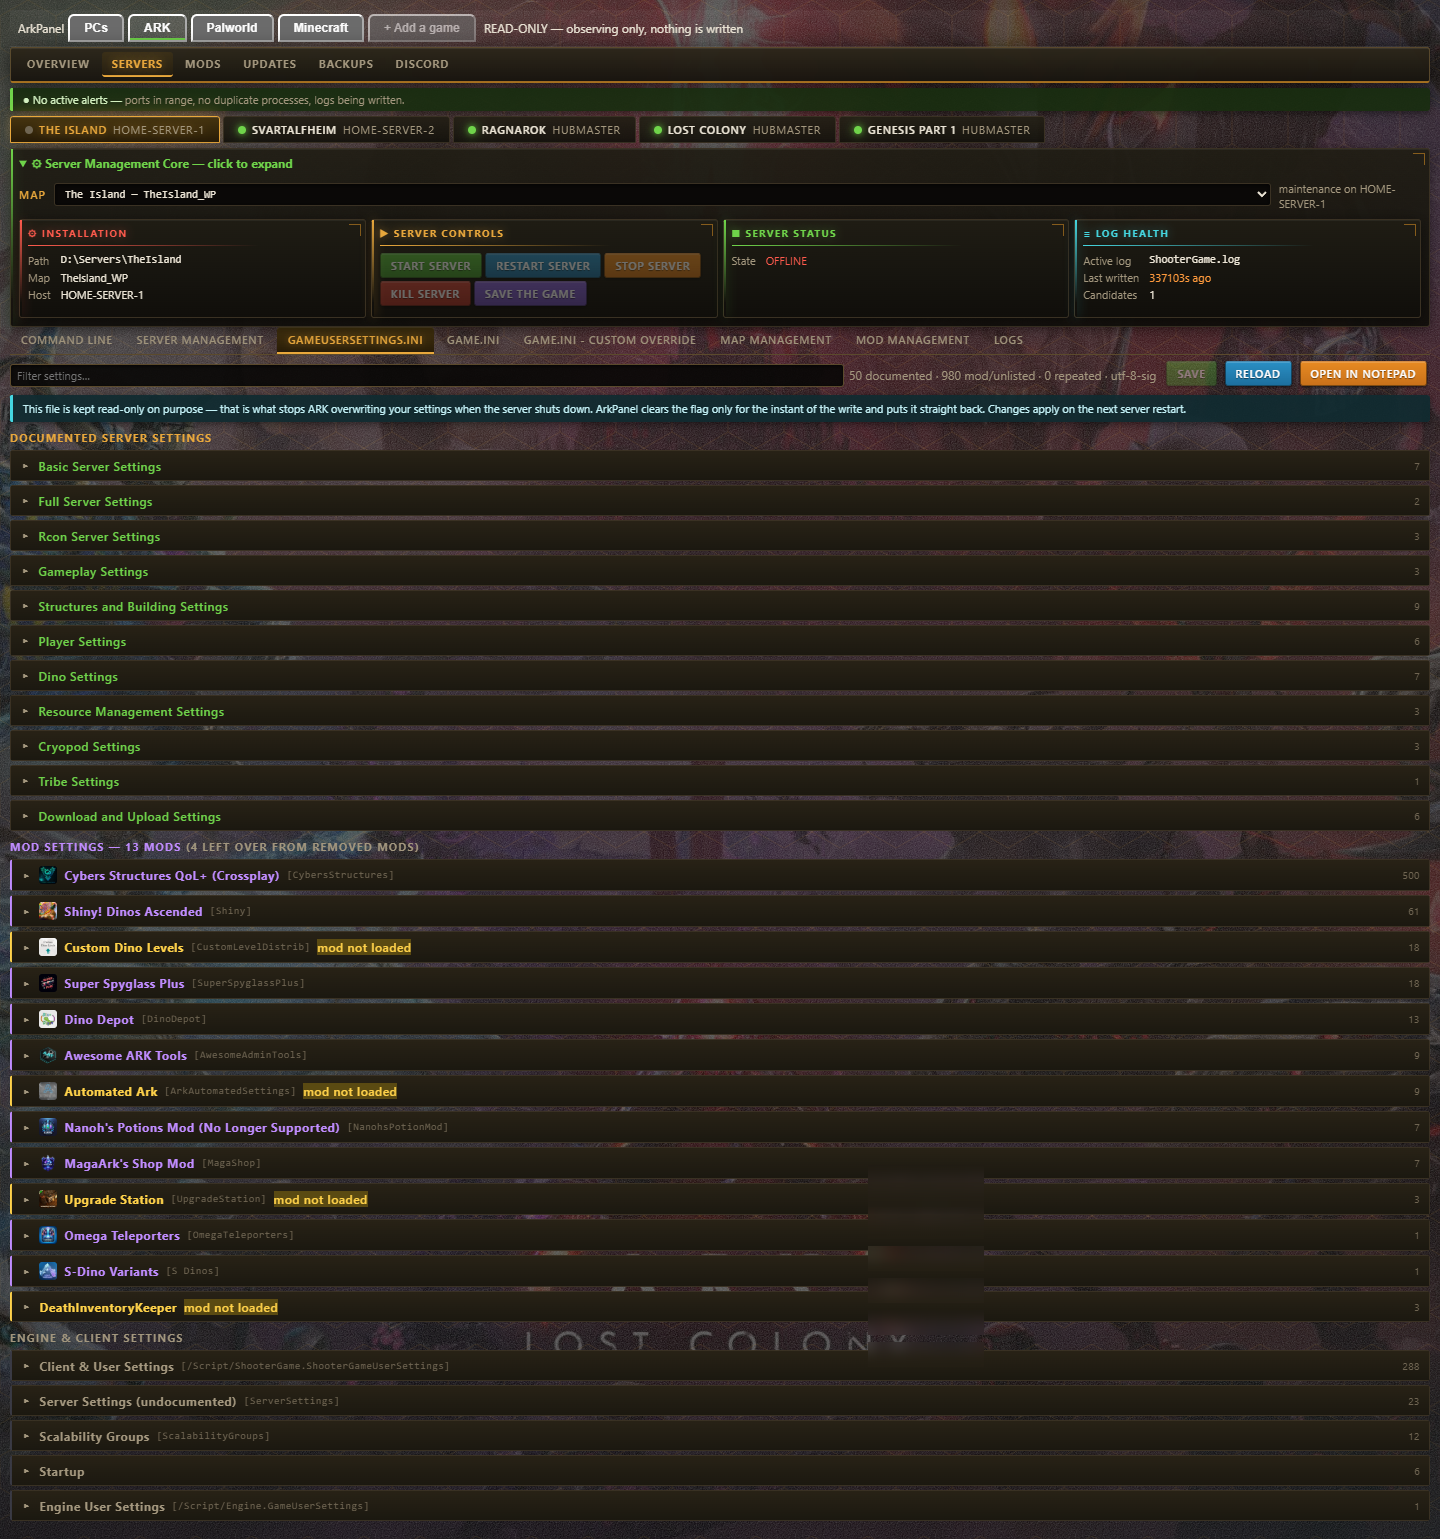 ArkPanel PCs ARK Palworld Minecraft + Add a game READ-ONLY — observing only, nothing is written
OVERVIEW SERVERS MODS UPDATES BACKUPS DISCORD
● No active alerts — ports in range, no duplicate processes, logs being written.
THE ISLAND HOME-SERVER-1 SVARTALFHEIM HOME-SERVER-2 RAGNAROK HUBMASTER LOST COLONY HUBMASTER GENESIS PART 1 HUBMASTER
▼ ⚙ Server Management Core — click to expand
MAP The Island — TheIsland_WP maintenance on HOME-
SERVER-1
⚙ INSTALLATION
Path D:\Servers\TheIsland
Map TheIsland_WP
Host HOME-SERVER-1
▶ SERVER CONTROLS
START SERVER RESTART SERVER STOP SERVER
KILL SERVER SAVE THE GAME
■ SERVER STATUS
State OFFLINE
≡ LOG HEALTH
Active log ShooterGame.log
Last written 337103s ago
Candidates 1
COMMAND LINE SERVER MANAGEMENT GAMEUSERSETTINGS.INI GAME.INI GAME.INI - CUSTOM OVERRIDE MAP MANAGEMENT MOD MANAGEMENT LOGS
Filter settings... 50 documented · 980 mod/unlisted · 0 repeated · utf-8-sig SAVE RELOAD OPEN IN NOTEPAD
This file is kept read-only on purpose — that is what stops ARK overwriting your settings when the server shuts down. ArkPanel clears the flag only for the instant of the write and puts it straight back. Changes apply on the next server restart.
DOCUMENTED SERVER SETTINGS
► Basic Server Settings 7
► Full Server Settings 2
► Rcon Server Settings 3
► Gameplay Settings 3
► Structures and Building Settings 9
► Player Settings 6
► Dino Settings 7
► Resource Management Settings 3
► Cryopod Settings 3
► Tribe Settings 1
► Download and Upload Settings 6
MOD SETTINGS — 13 MODS (4 LEFT OVER FROM REMOVED MODS)
► Cybers Structures QoL+ (Crossplay) [CybersStructures] 500
► Shiny! Dinos Ascended [Shiny] 61
► Custom Dino Levels [CustomLevelDistrib] mod not loaded 18
► Super Spyglass Plus [SuperSpyglassPlus] 18
► Dino Depot [DinoDepot] 13
► Awesome ARK Tools [AwesomeAdminTools] 9
► Automated Ark [ArkAutomatedSettings] mod not loaded 9
► Nanoh's Potions Mod (No Longer Supported) [NanohsPotionMod] 7
► MagaArk's Shop Mod [MagaShop] 7
► Upgrade Station [UpgradeStation] mod not loaded 3
► Omega Teleporters [OmegaTeleporters] 1
► S-Dino Variants [S Dinos] 1
► DeathInventoryKeeper mod not loaded 3
ENGINE & CLIENT SETTINGS
LOST COLONY
► Client & User Settings [/Script/ShooterGame.ShooterGameUserSettings] 288
► Server Settings (undocumented) [ServerSettings] 23
► Scalability Groups [ScalabilityGroups] 12
► Startup 6
► Engine User Settings [/Script/Engine.GameUserSettings] 1